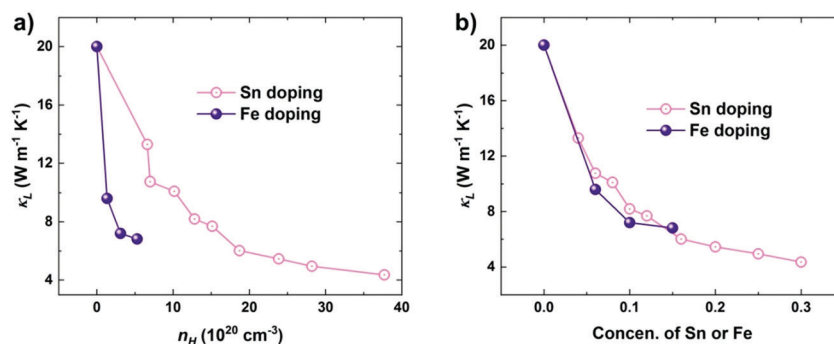 a)
20
16
12
8
4
κL (W m-1 K-1)
Sn doping
Fe doping
0
10
20
30
40
nH (10²⁰ cm⁻³)
b)
20
16
12
8
4
κL (W m-1 K-1)
Sn doping
Fe doping
0.0
0.1
0.2
0.3
Concen. of Sn or Fe